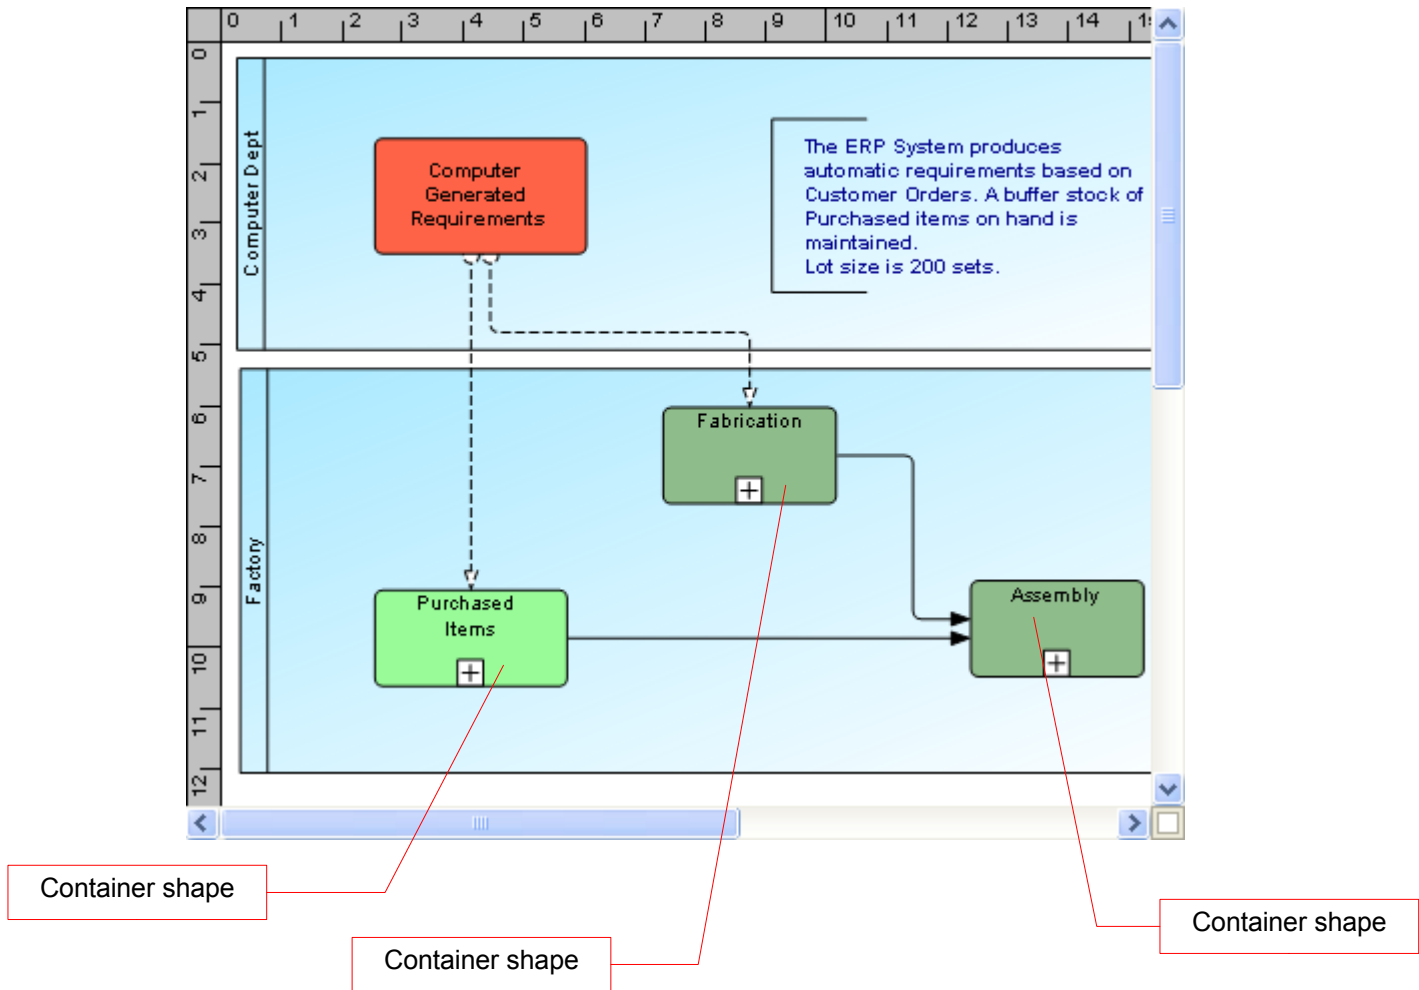 0 1 2 3 4 5 6 7 8 9 10 11 12 13 14
0
1
2
3
4
5
6
7
8
9
10
11
12
Computer Dept
Computer
Generated
Requirements
The ERP System produces
automatic requirements based on
Customer Orders. A buffer stock of
Purchased items on hand is
maintained.
Lot size is 200 sets.
Factory
Fabrication
Purchased
Items
Assembly
Container shape
Container shape
Container shape